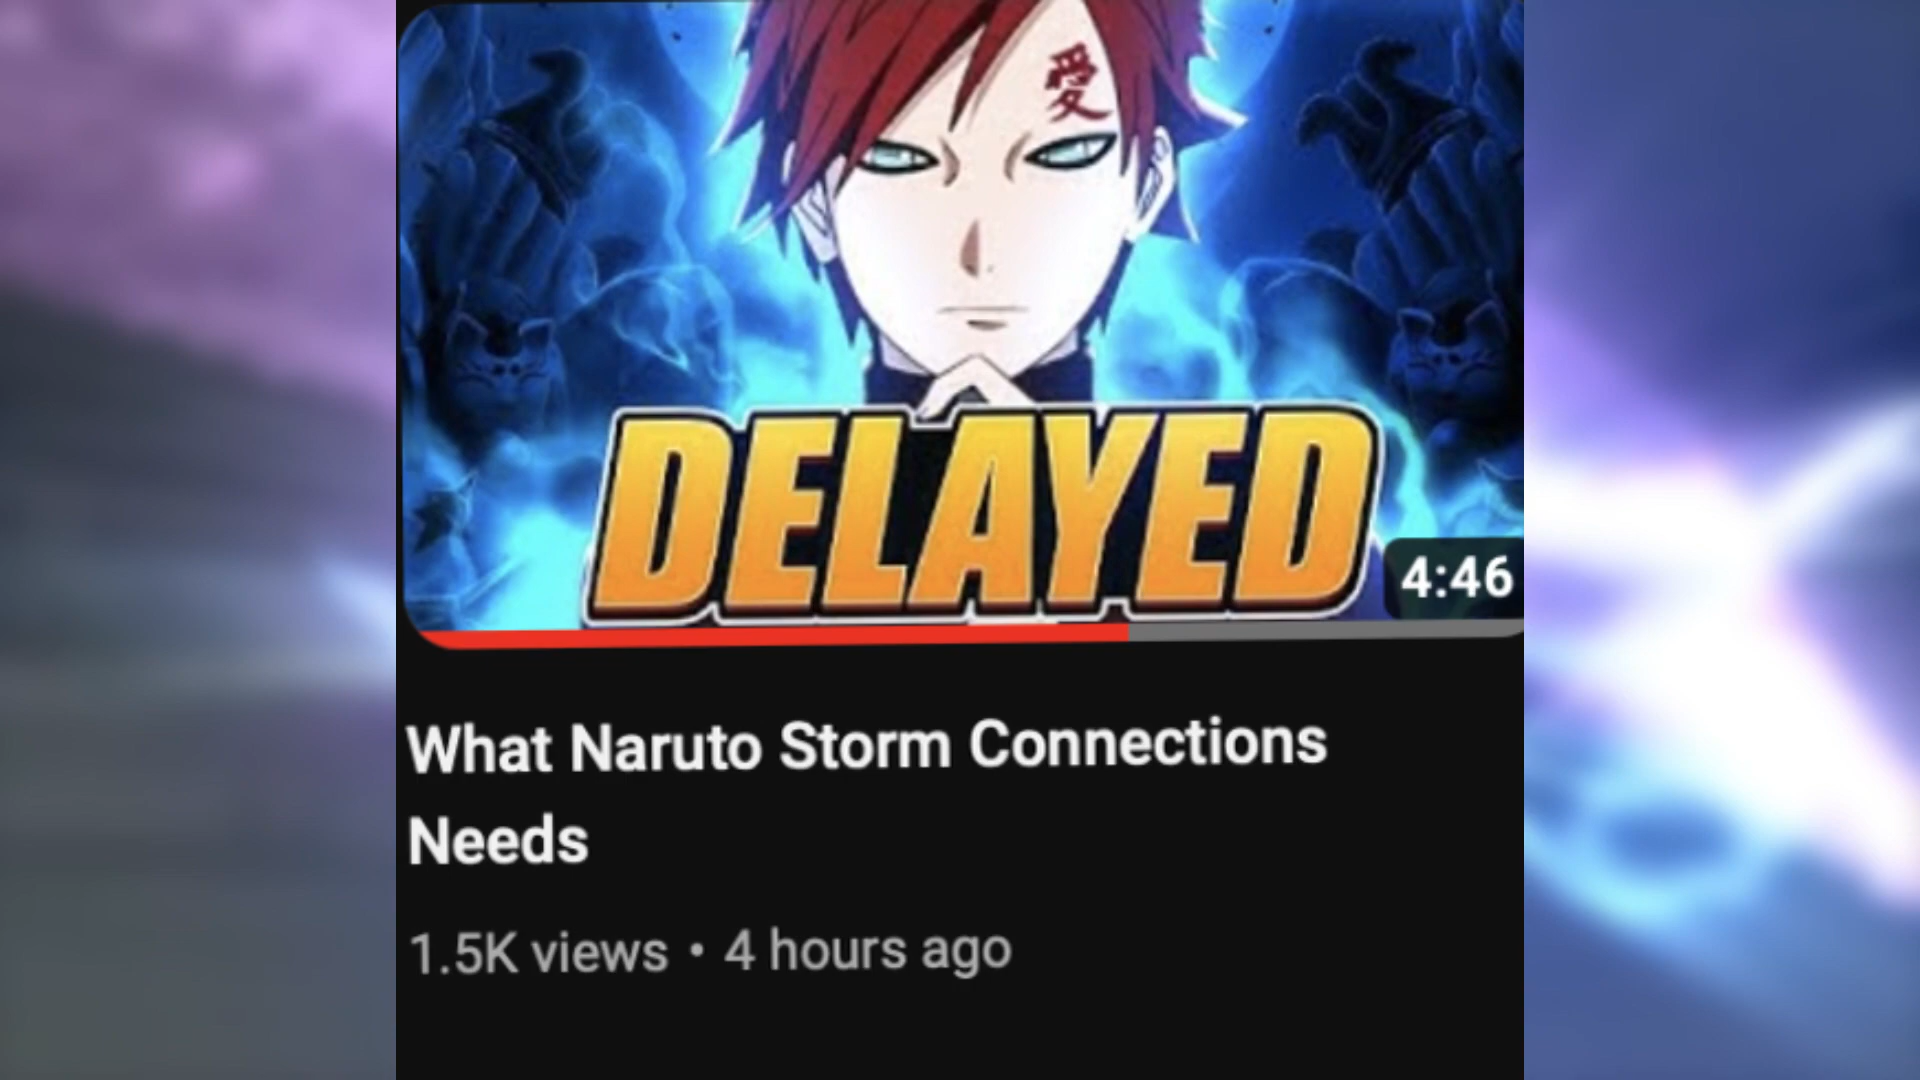 愛
DELAYED
4:46
What Naruto Storm Connections
Needs
1.5K views • 4 hours ago